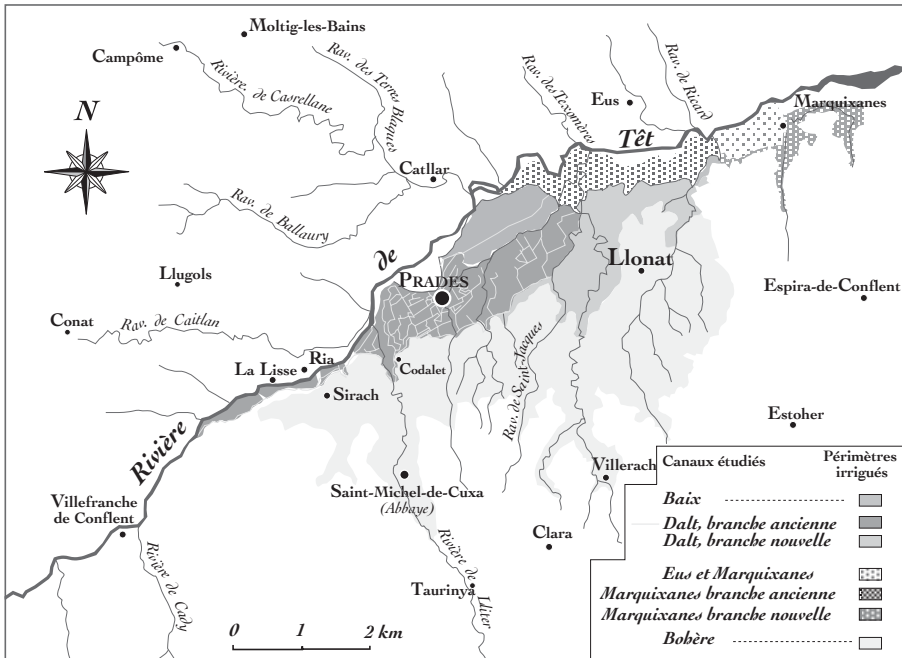 Moltig-les-Bains
Campôme
Rivière. de Casrellane
Rav. des Terres Blaques
Rav. des Texomères
Rav. de Ricard
Eus
Marquixanes
N
Têt
Catllar
Rav. de Ballaury
de
Llonat
Llugols
PRADES
Espira-de-Conflent
Conat
Rav. de Caitlan
Ria
La Lisse
Codalet
Rav. de Saint-Jacques
Sirach
Estoher
Rivière
Villerach
Saint-Michel-de-Cuxa
(Abbaye)
Villefranche
de Conflent
Clara
Rivière de Cady
Rivière de Lliter
Taurinya
0 1 2 km
Canaux étudiés
Périmètres
irrigués
Baix
Dalt, branche ancienne
Dalt, branche nouvelle
Eus et Marquixanes
Marquixanes branche ancienne
Marquixanes branche nouvelle
Bohère